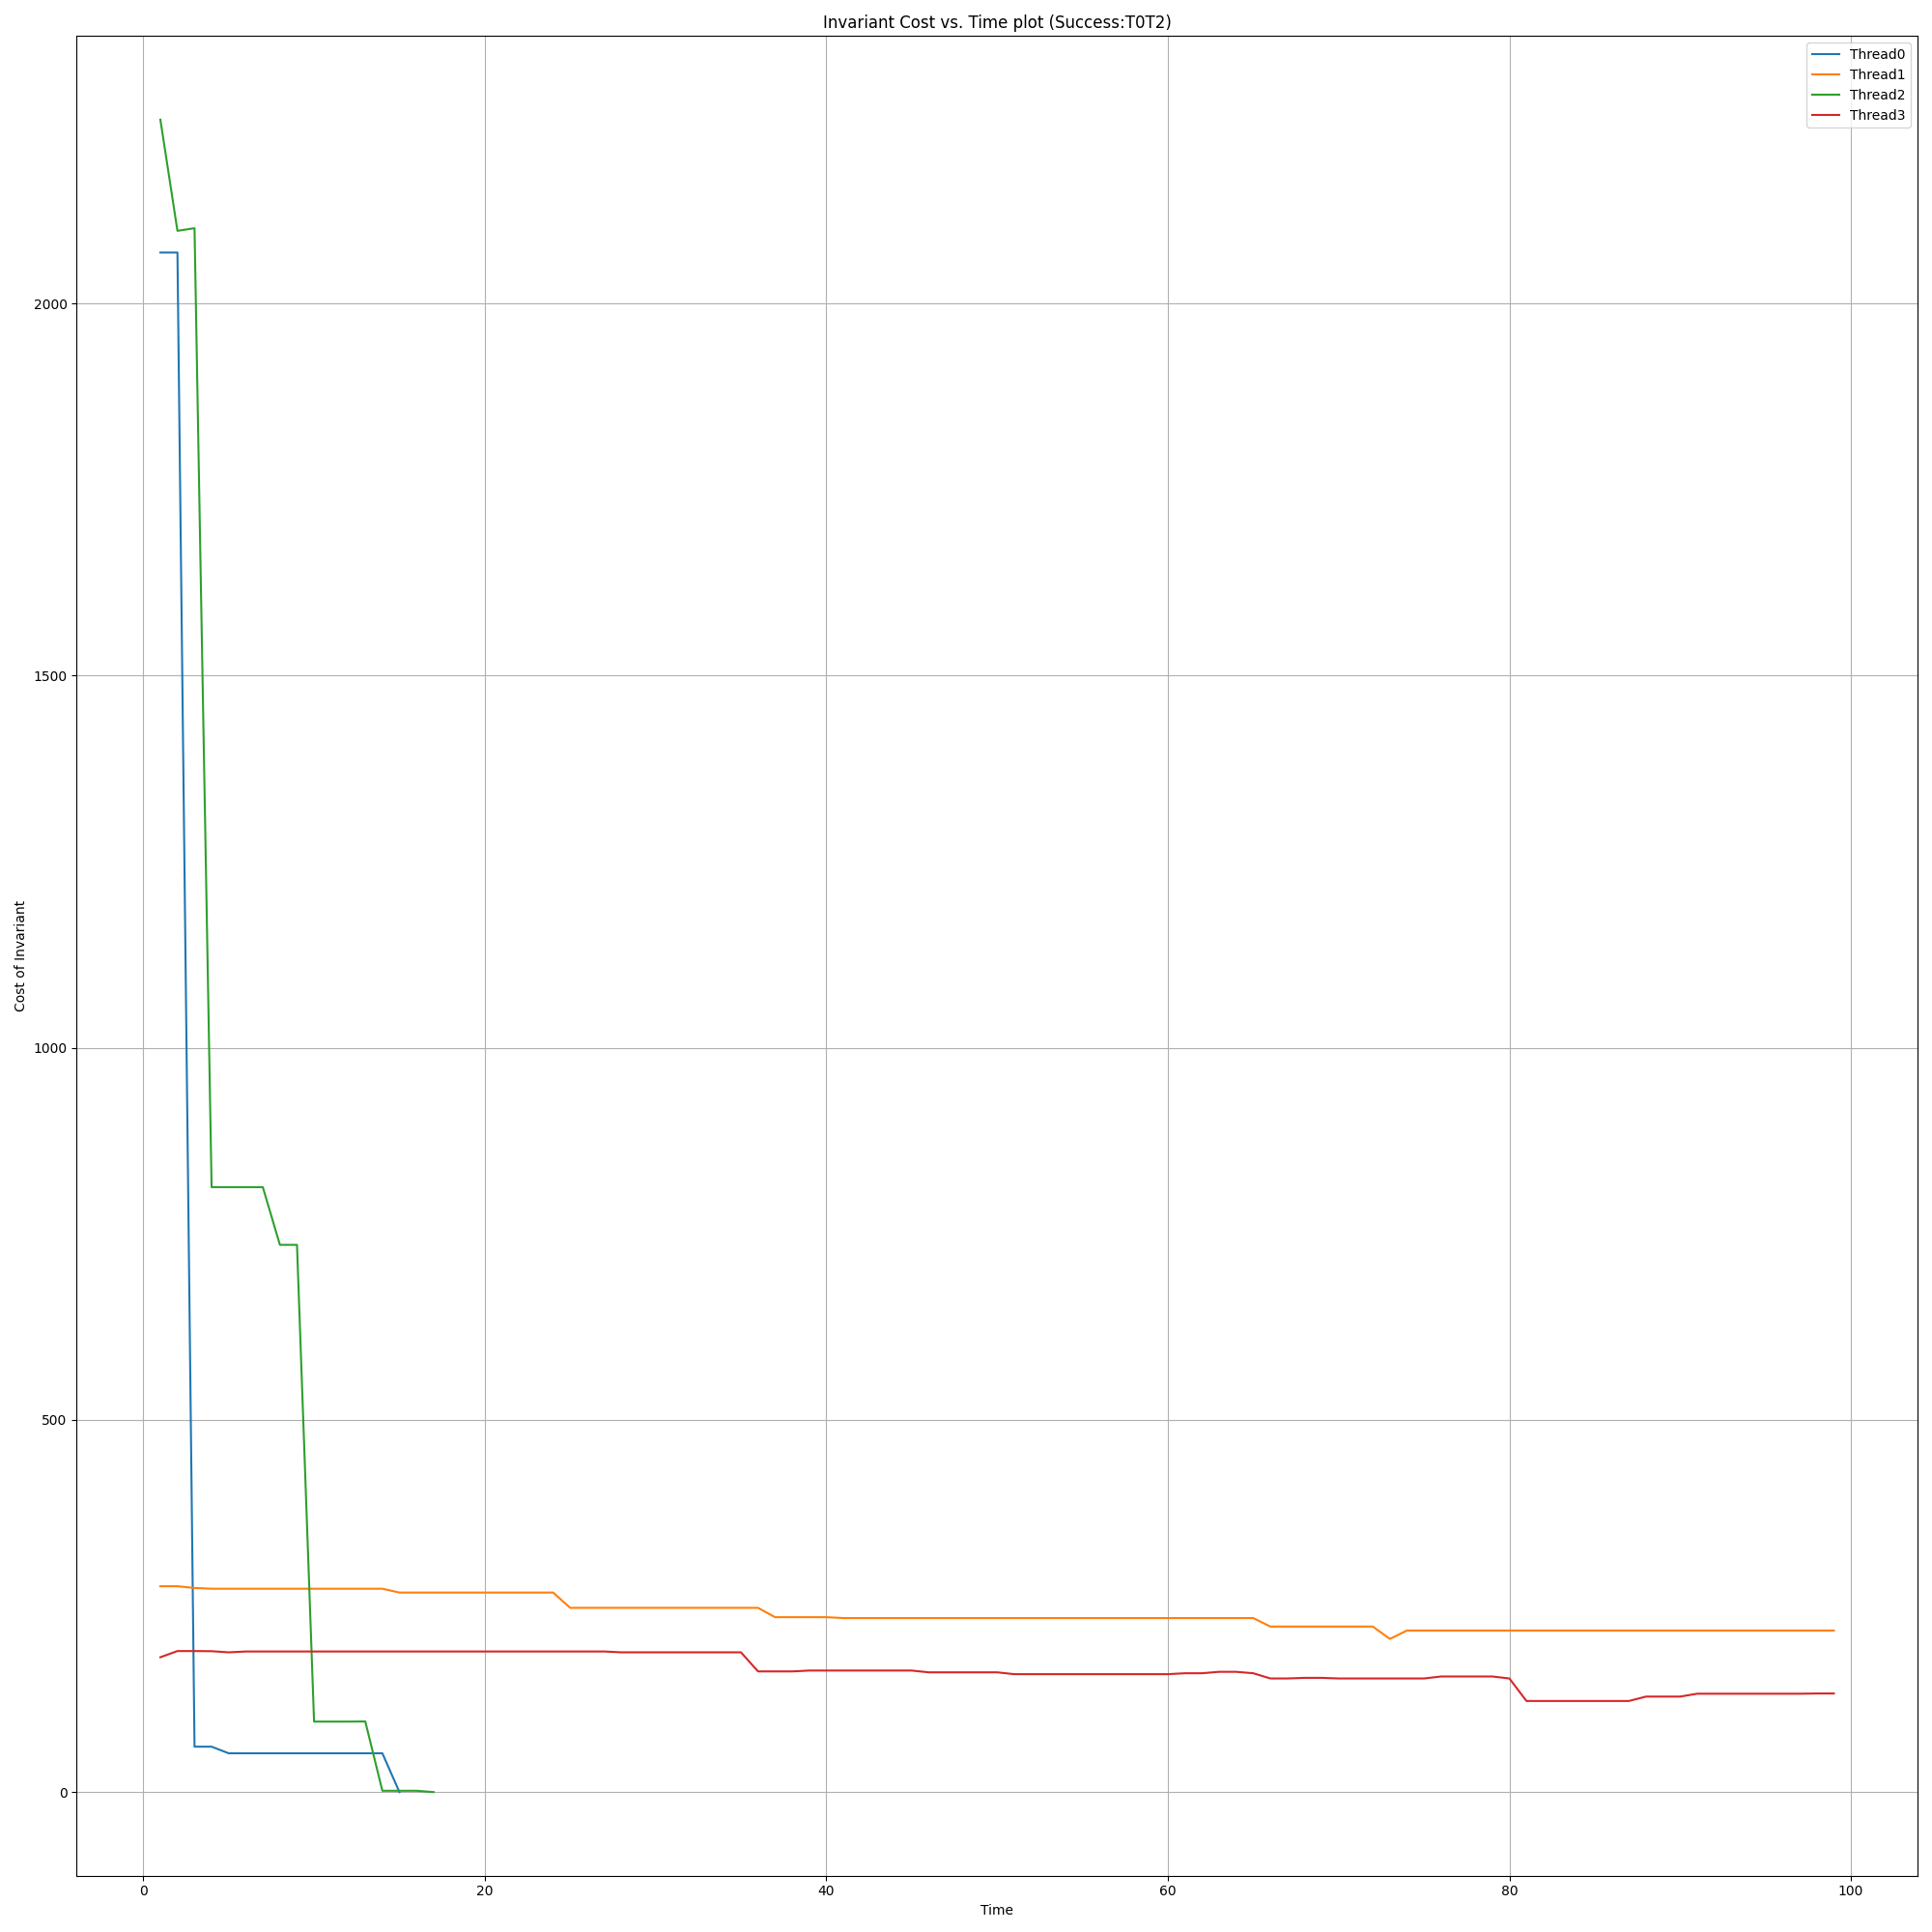 Invariant Cost vs. Time plot (Success:T0T2)
Thread0
Thread1
Thread2
Thread3
2000
1500
1000
500
0
Cost of Invariant
0 20 40 60 80 100
Time